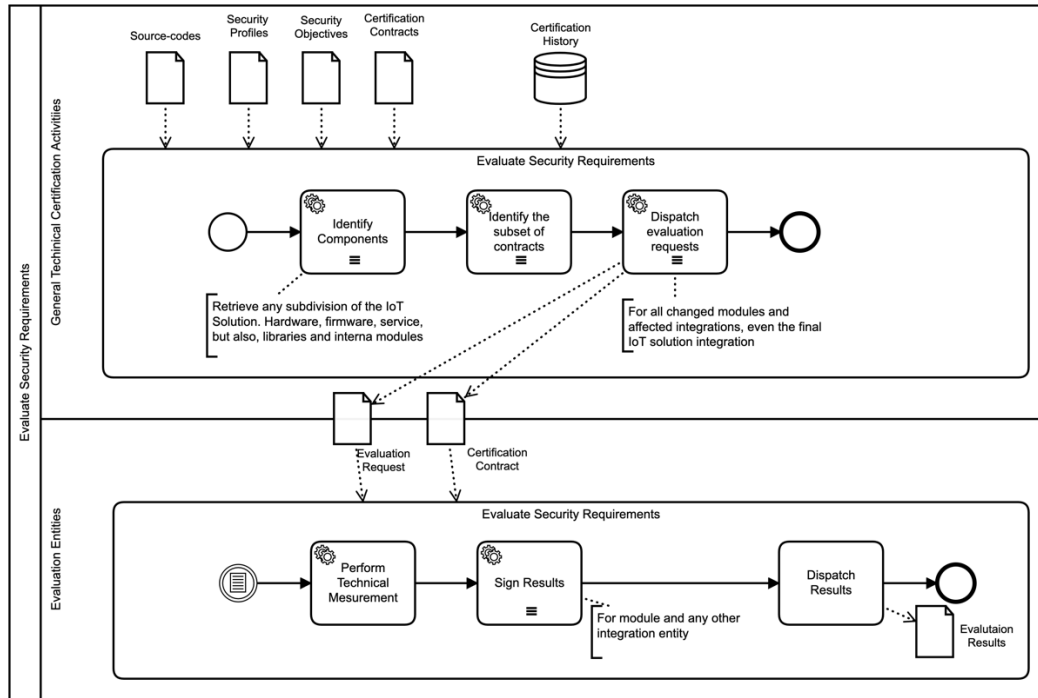 Evaluate Security Requirements
General Techinical Certification Activitiies
Source-codes
Security
Profiles
Security
Objectives
Certification
Contracts
Certification
History
Evaluate Security Requirements
Identify
Components
Identify the
subset of
contracts
Dispatch
evaluation
requests
Retrieve any subdivision of the IoT
Solution. Hardware, firmware, service,
but also, libraries and interna modules
For all changed modules and
affected integrations, even the final
IoT solution integration
Evaluation
Request
Certification
Contract
Evaluation Entities
Evaluate Security Requirements
Perform
Technical
Mesurement
Sign Results
Dispatch
Results
For module and any other
integration entity
Evalutaion
Results